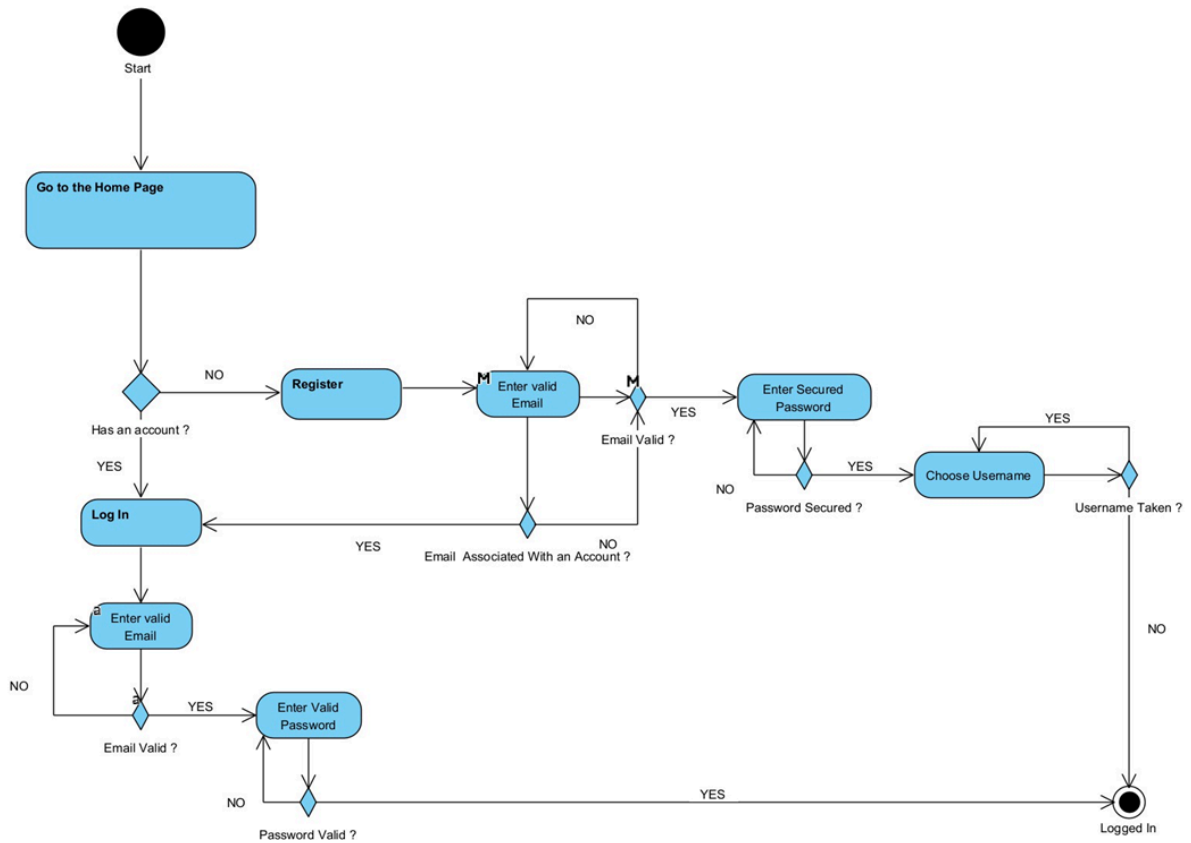 Start
Go to the Home Page
NO
Has an account ?
YES
Register
M
Enter valid
Email
NO
M
Email Valid ?
YES
Enter Secured
Password
NO
Password Secured ?
YES
Choose Username
YES
Username Taken ?
NO
Log In
YES
Email  Associated With an Account ?
NO
a
Enter valid
Email
NO
a
Email Valid ?
YES
Enter Valid
Password
NO
Password Valid ?
YES
Logged In